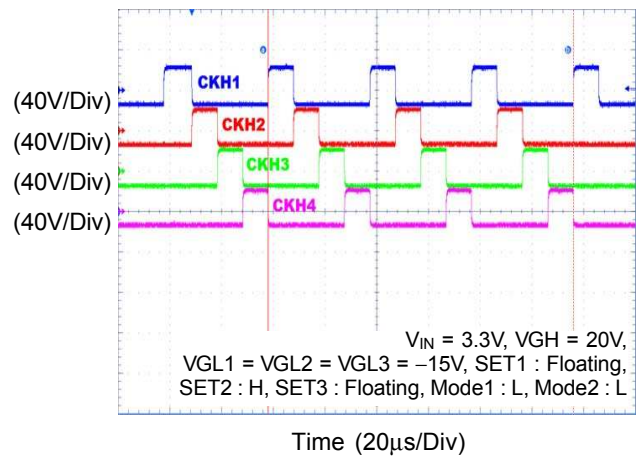 CKH1
(40V/Div)
CKH2
(40V/Div)
CKH3
(40V/Div)
CKH4
(40V/Div)
VIN = 3.3V, VGH = 20V,
VGL1 = VGL2 = VGL3 = −15V, SET1 : Floating,
SET2 : H, SET3 : Floating, Mode1 : L, Mode2 : L
Time (20μs/Div)